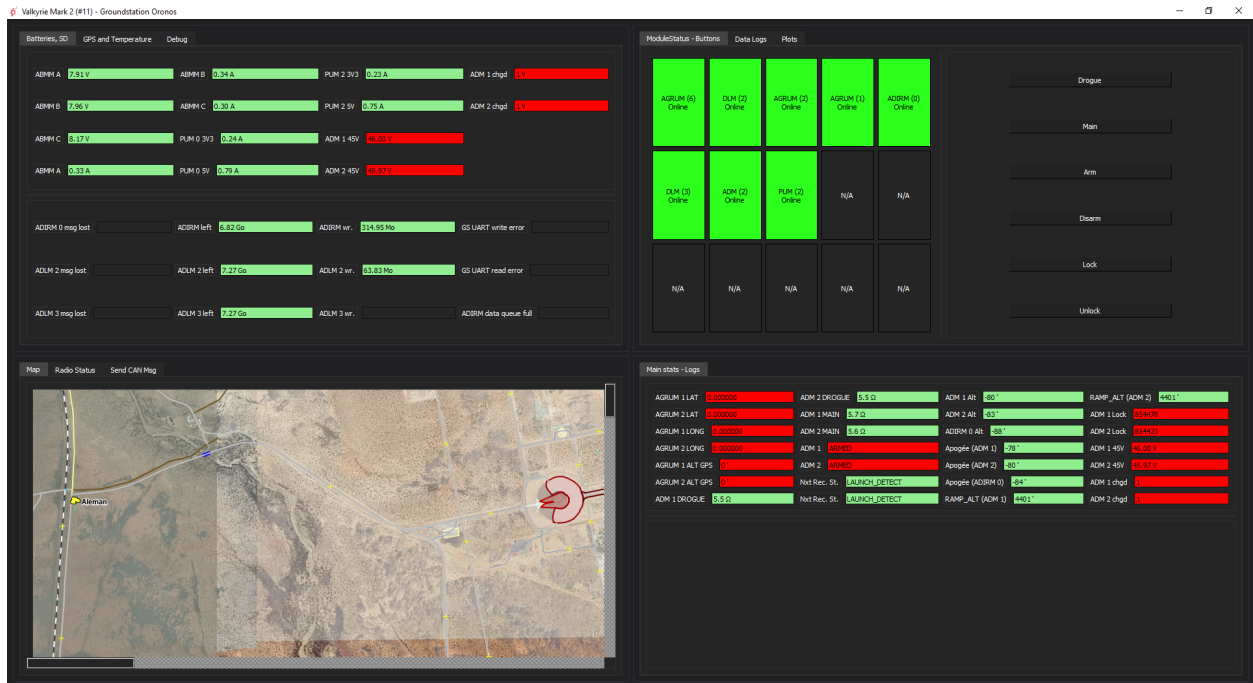 Valkyrie Mark 2 (#11) - Groundstation Oronos
Batteries, SD GPS and Temperature Debug
ABMM A 7.91 V ABMM B 0.34 A PUM 2 3V3 0.23 A ADM 1 chgd 1 V
ABMM B 7.96 V ABMM C 0.30 A PUM 2 5V 0.75 A ADM 2 chgd 1 V
ABMM C 8.17 V PUM 0 3V3 0.24 A ADM 1 45V 46.00 V
ABMM A 0.33 A PUM 0 5V 0.79 A ADM 2 45V 45.97 V
ADIRM 0 msg lost ADIRM left 6.82 Go ADIRM wr. 314.95 Mo GS UART write error
ADLM 2 msg lost ADLM 2 left 7.27 Go ADLM 2 wr. 63.83 Mo GS UART read error
ADLM 3 msg lost ADLM 3 left 7.27 Go ADLM 3 wr. ADIRM data queue full
ModuleStatus - Buttons Data Logs Plots
AGRUM (6) Online
DLM (2) Online
AGRUM (2) Online
AGRUM (1) Online
ADIRM (0) Online
DLM (3) Online
ADM (2) Online
PUM (2) Online
N/A N/A
N/A N/A N/A N/A N/A
Drogue
Main
Arm
Disarm
Lock
Unlock
Map Radio Status Send CAN Msg
Aleman
Main stats - Logs
AGRUM 1 LAT 0.000000 ADM 2 DROGUE 5.5 Ω ADM 1 Alt -80 ' RAMP_ALT (ADM 2) 4401 '
AGRUM 2 LAT 0.000000 ADM 1 MAIN 5.7 Ω ADM 2 Alt -83 ' ADM 1 Lock
AGRUM 1 LONG 0.000000 ADM 2 MAIN 5.6 Ω ADIRM 0 Alt -88 ' ADM 2 Lock
AGRUM 2 LONG 0.000000 ADM 1 ARMED Apogée (ADM 1) -78 ' ADM 1 45V 46.00 V
AGRUM 1 ALT GPS 0 ' ADM 2 ARMED Apogée (ADM 2) -80 ' ADM 2 45V 45.97 V
AGRUM 2 ALT GPS 0 ' Nxt Rec. St. LAUNCH_DETECT Apogée (ADIRM 0) -84 ' ADM 1 chgd 1
ADM 1 DROGUE 5.5 Ω Nxt Rec. St. LAUNCH_DETECT RAMP_ALT (ADM 1) 4401 ' ADM 2 chgd 1